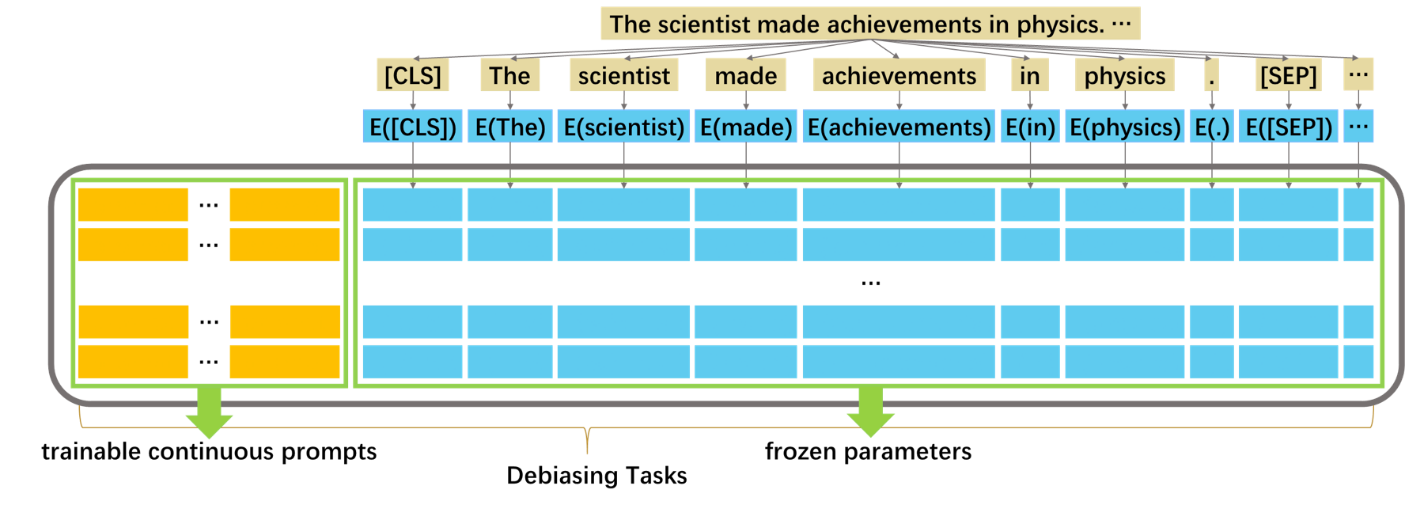 The scientist made achievements in physics. ···
[CLS] The scientist made achievements in physics . [SEP] ···
E([CLS]) E(The) E(scientist) E(made) E(achievements) E(in) E(physics) E(.) E([SEP]) ···
···
···
···
···
···
trainable continuous prompts frozen parameters
Debiasing Tasks